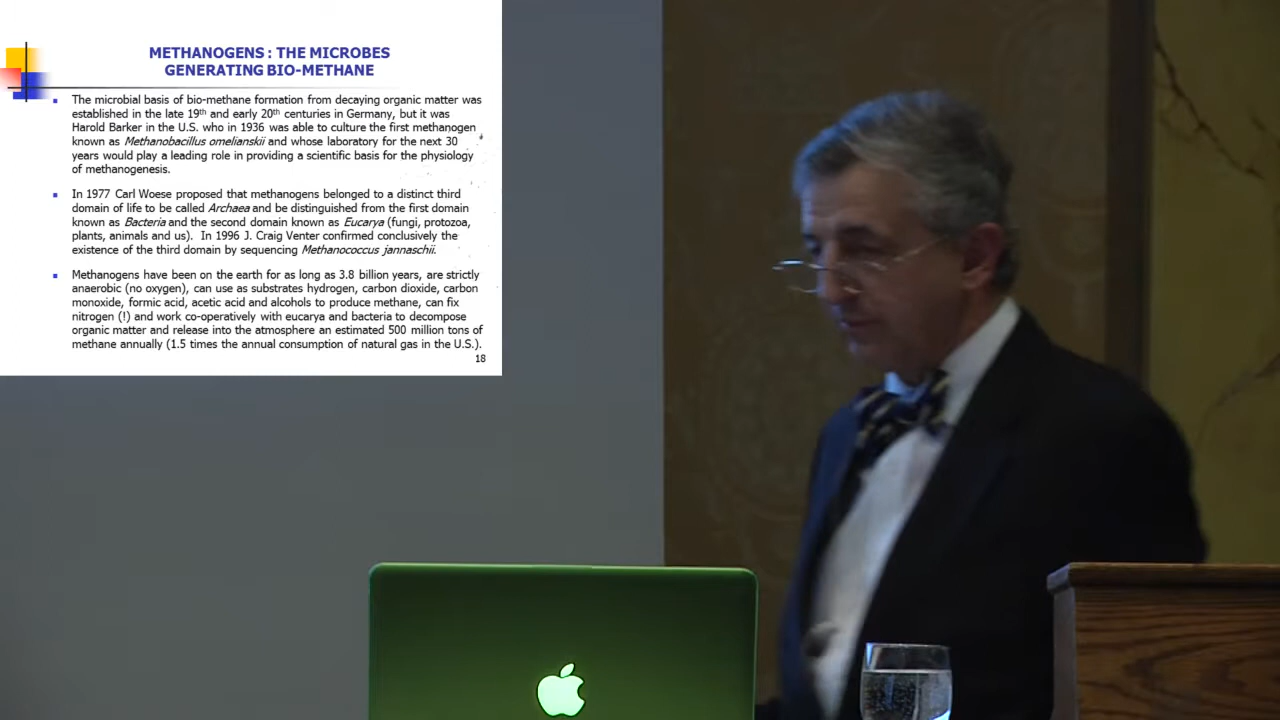 METHANOGENS : THE MICROBES
GENERATING BIO-METHANE
▪ The microbial basis of bio-methane formation from decaying organic matter was
established in the late 19th and early 20th centuries in Germany, but it was
Harold Barker in the U.S. who in 1936 was able to culture the first methanogen
known as Methanobacillus omelianskii and whose laboratory for the next 30
years would play a leading role in providing a scientific basis for the physiology
of methanogenesis.
▪ In 1977 Carl Woese proposed that methanogens belonged to a distinct third
domain of life to be called Archaea and be distinguished from the first domain
known as Bacteria and the second domain known as Eucarya (fungi, protozoa,
plants, animals and us). In 1996 J. Craig Venter confirmed conclusively the
existence of the third domain by sequencing Methanococcus jannaschii.
▪ Methanogens have been on the earth for as long as 3.8 billion years, are strictly
anaerobic (no oxygen), can use as substrates hydrogen, carbon dioxide, carbon
monoxide, formic acid, acetic acid and alcohols to produce methane, can fix
nitrogen (!) and work co-operatively with eucarya and bacteria to decompose
organic matter and release into the atmosphere an estimated 500 million tons of
methane annually (1.5 times the annual consumption of natural gas in the U.S.).
18